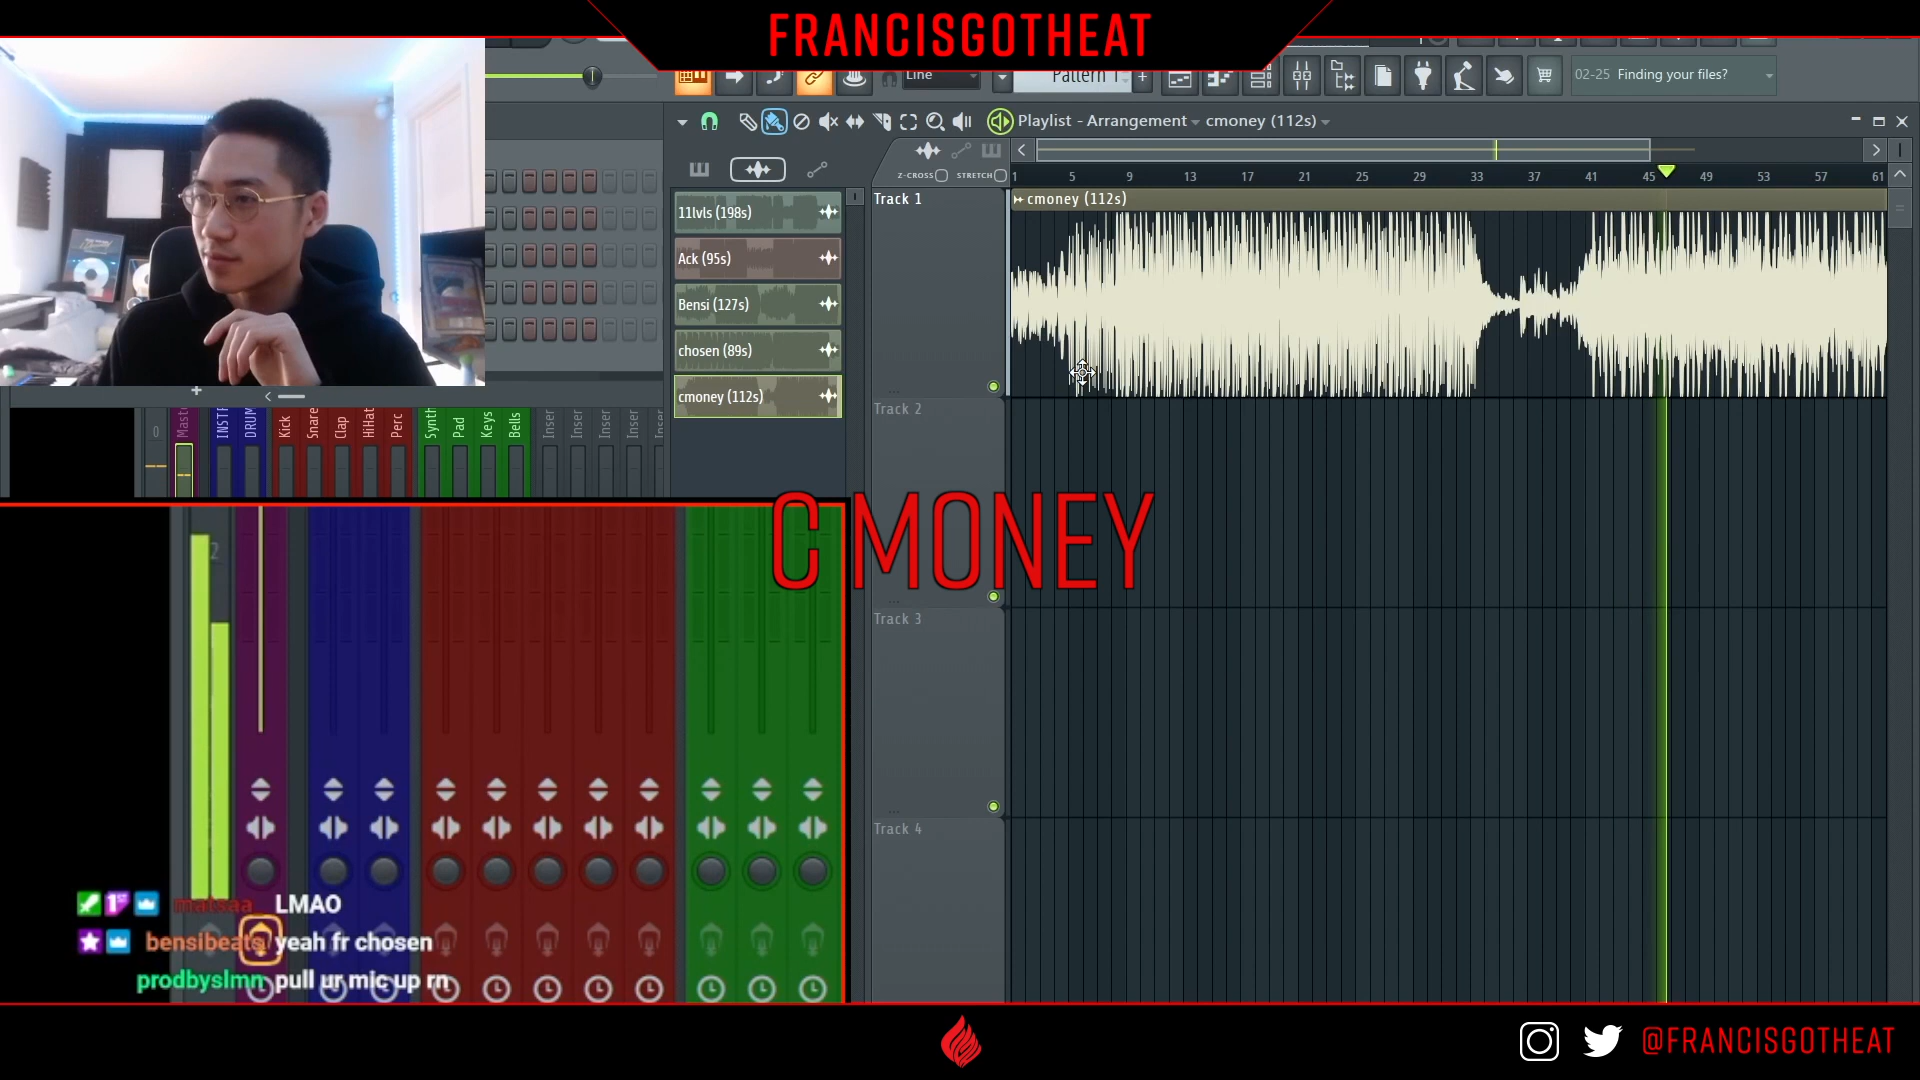 FRANCISGOTHEAT
Line
Pattern 1
+
02-25 Finding your files?
Playlist - Arrangement
cmoney (112s)
Z-CROSS
STRETCH
1 5 9 13 17 21 25 29 33 37 41 45 49 53 57 61
11lvls (198s)
Ack (95s)
Bensi (127s)
chosen (89s)
cmoney (112s)
Track 1
cmoney (112s)
Track 2
Track 3
Track 4
0
Kick
Snare
Clap
HiHat
Perc
Synth
Pad
Keys
Bells
Inser
Inser
Inser
Inser
C MONEY
2
matsaa LMAO
bensibeats yeah fr chosen
prodbyslmn pull ur mic up rn
@FRANCISGOTHEAT